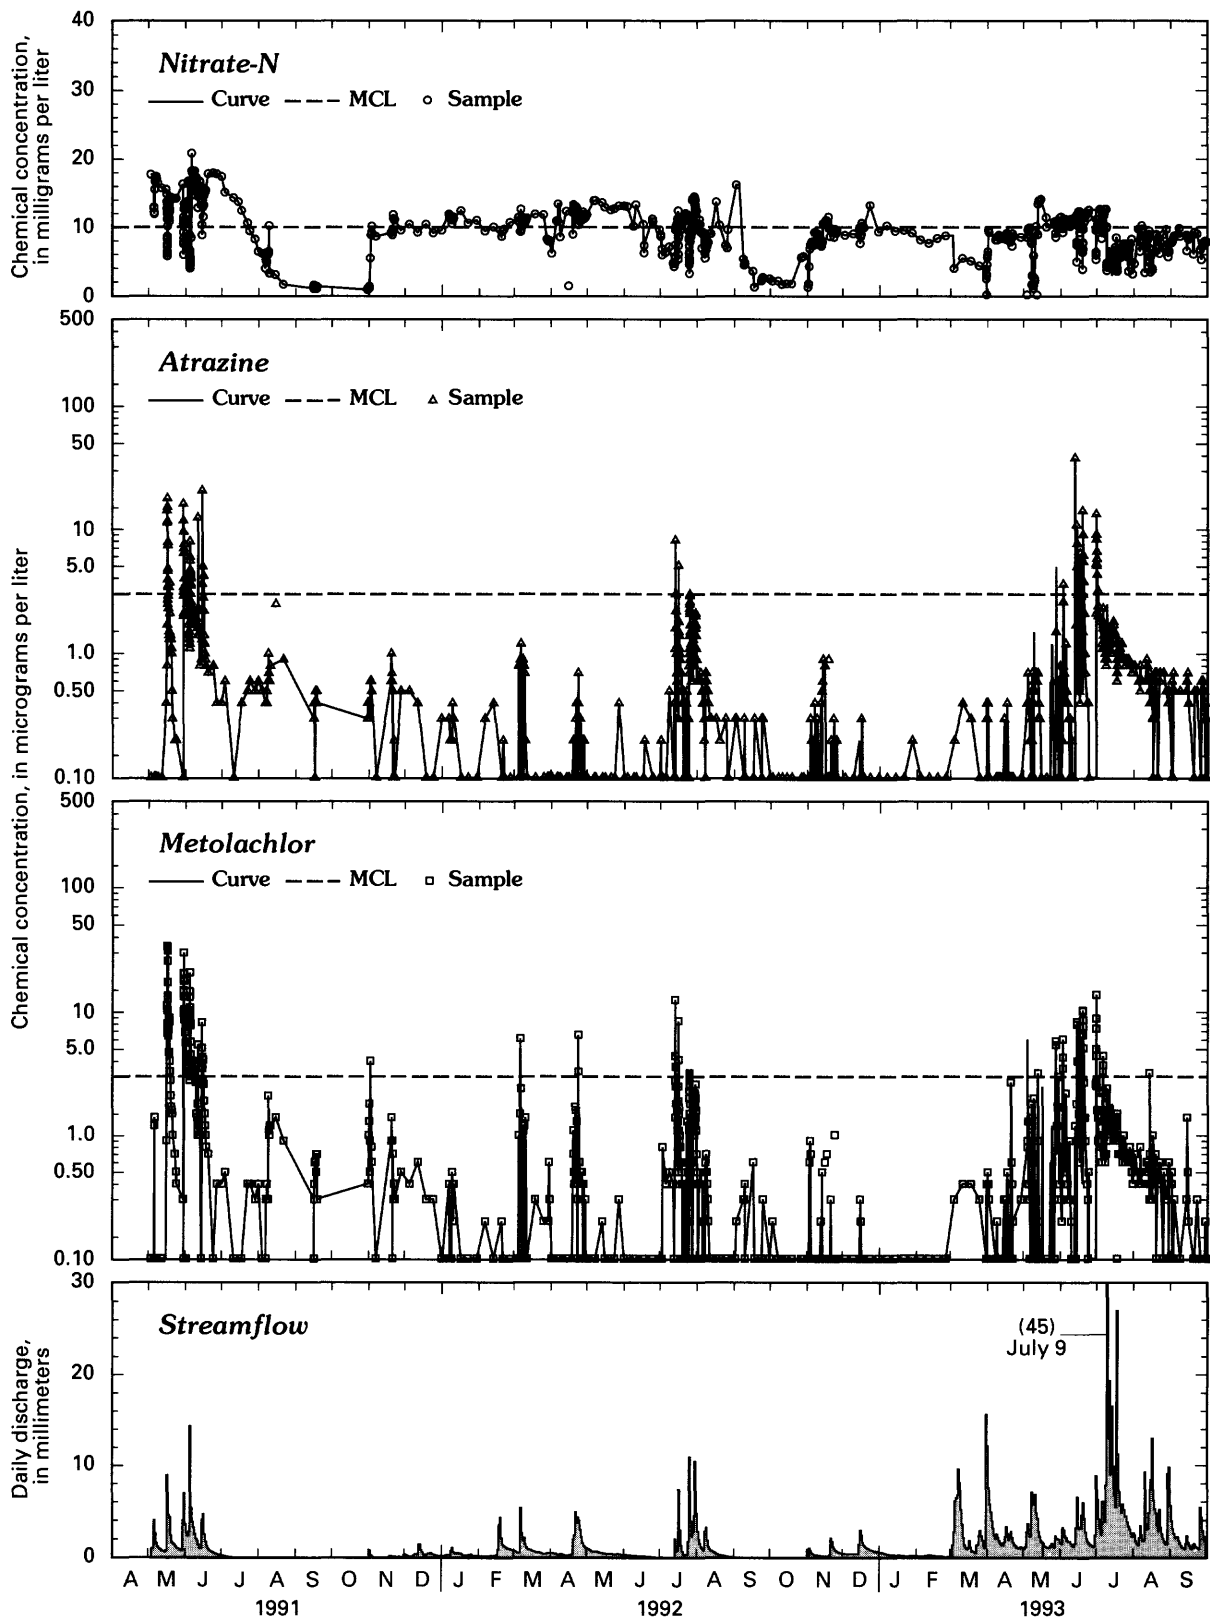 Chemical concentration,
in milligrams per liter
40
30
20
10
0
Nitrate-N
Curve MCL Sample
Chemical concentration, in micrograms per liter
500
100
50
10
5.0
1.0
0.50
0.10
Atrazine
Curve MCL Sample
500
100
50
10
5.0
1.0
0.50
0.10
Metolachlor
Curve MCL Sample
Daily discharge,
in millimeters
30
20
10
0
Streamflow
(45)
July 9
A M J J A S O N D J F M A M J J A S O N D J F M A M J J A S
1991 1992 1993